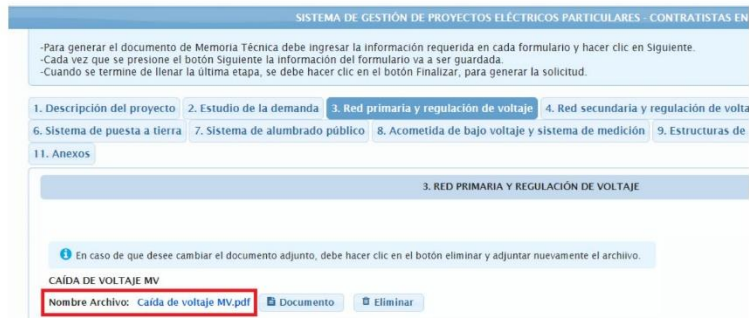 SISTEMA DE GESTIÓN DE PROYECTOS ELÉCTRICOS PARTICULARES - CONTRATISTAS EN
-Para generar el documento de Memoria Técnica debe ingresar la información requerida en cada formulario y hacer clic en Siguiente.
-Cada vez que se presione el botón Siguiente la información del formulario va a ser guardada.
-Cuando se termine de llenar la última etapa, se debe hacer clic en el botón Finalizar, para generar la solicitud.
1. Descripción del proyecto 2. Estudio de la demanda 3. Red primaria y regulación de voltaje 4. Red secundaria y regulación de volta
6. Sistema de puesta a tierra 7. Sistema de alumbrado público 8. Acometida de bajo voltaje y sistema de medición 9. Estructuras de
11. Anexos
3. RED PRIMARIA Y REGULACIÓN DE VOLTAJE
En caso de que desee cambiar el documento adjunto, debe hacer clic en el botón eliminar y adjuntar nuevamente el archiivo.
CAÍDA DE VOLTAJE MV
Nombre Archivo: Caída de voltaje MV.pdf Documento Eliminar